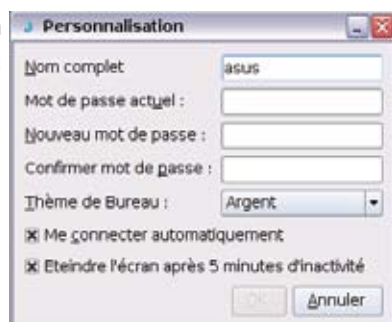 Personnalisation
Nom complet asus
Mot de passe actuel :
Nouveau mot de passe :
Confirmer mot de passe :
Thème de Bureau : Argent
Me connecter automatiquement
Eteindre l'écran après 5 minutes d'inactivité
OK Annuler